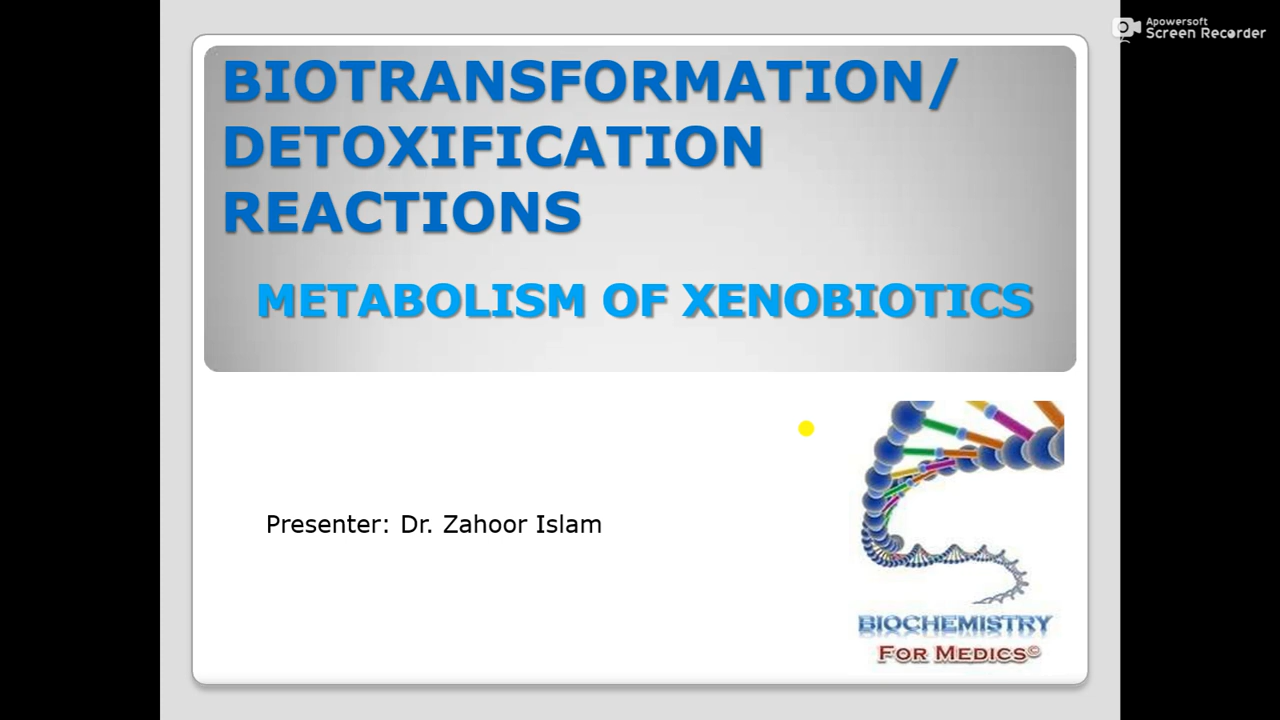 Apowersoft
Screen Recorder
BIOTRANSFORMATION/
DETOXIFICATION
REACTIONS
METABOLISM OF XENOBIOTICS
Presenter: Dr. Zahoor Islam
BIOCHEMISTRY
FOR MEDICS©